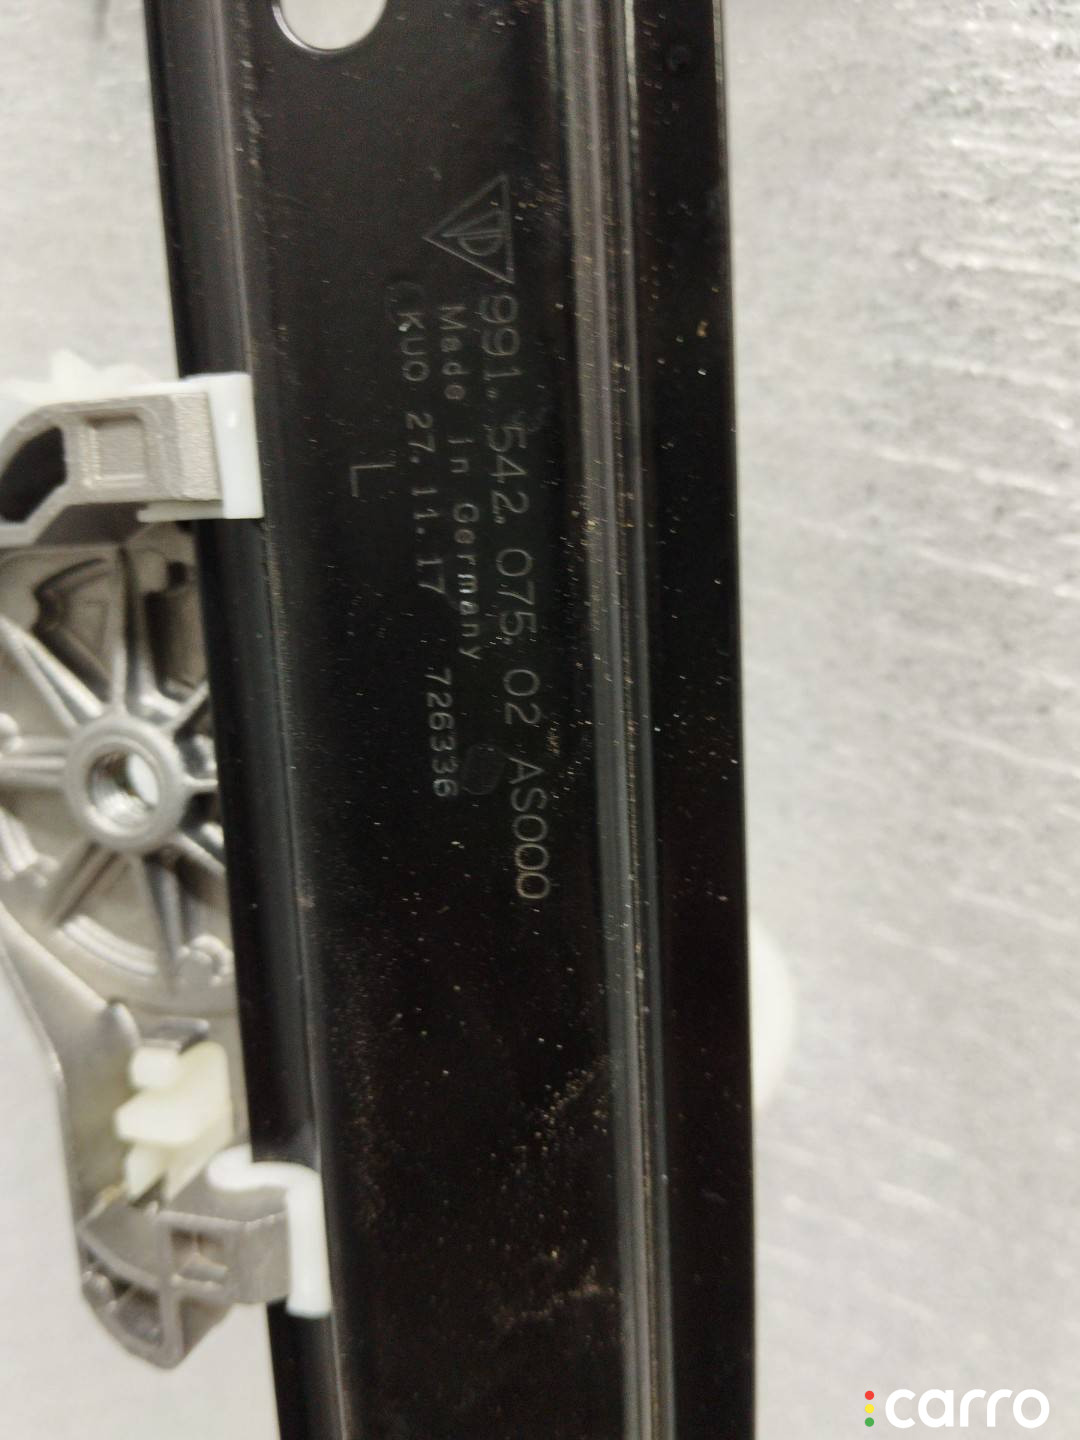 991. 542. 075. 02 AS000
Made in Germany
KUO 27.11.17 726336
L
carro